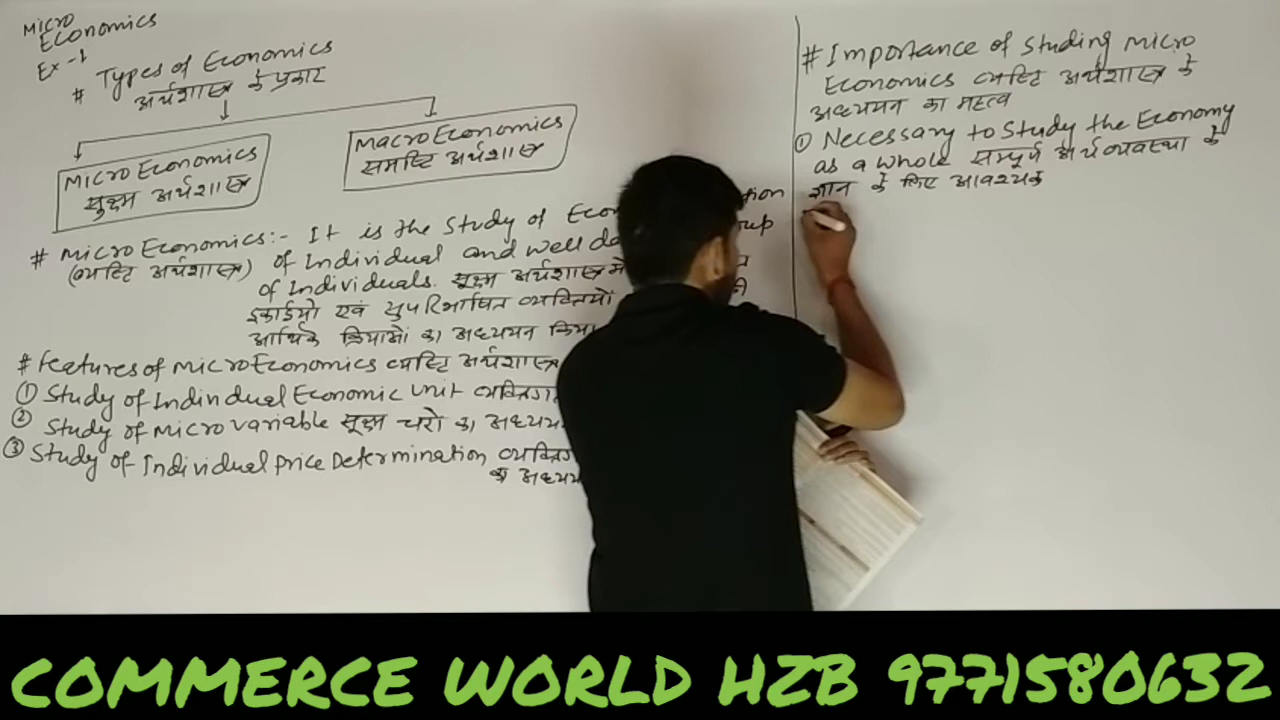 MICRO
Economics
Ex-1
# Types of Economics
अर्थशास्त्र के प्रकार
Micro Economics
सूक्ष्म अर्थशास्त्र
Macro Economics
समष्टि अर्थशास्त्र
# Micro Economics:- It is the Study of
(व्यष्टि अर्थशास्त्र) of Individual and Well
of Individuals. सूक्ष्म अर्थशास्त्र में
इकाईयों एवं सुपरिभाषित व्यक्तियों
आर्थिक क्रियाओं का अध्ययन किया
# Features of Micro Economics व्यष्टि अर्थशास्त्र
① Study of Indindual Economic Unit
② Study of Micro variable सूक्ष्म चरो का
③ Study of Individual Price Determination
का
# Importance of Studing Micro
Economics व्यष्टि अर्थशास्त्र के
अध्ययन का महत्व
① Necessary to Study the Economy
as a whole सम्पूर्ण अर्थव्यवस्था के
ज्ञान के लिए आवश्यक
COMMERCE WORLD HZB 9771580632